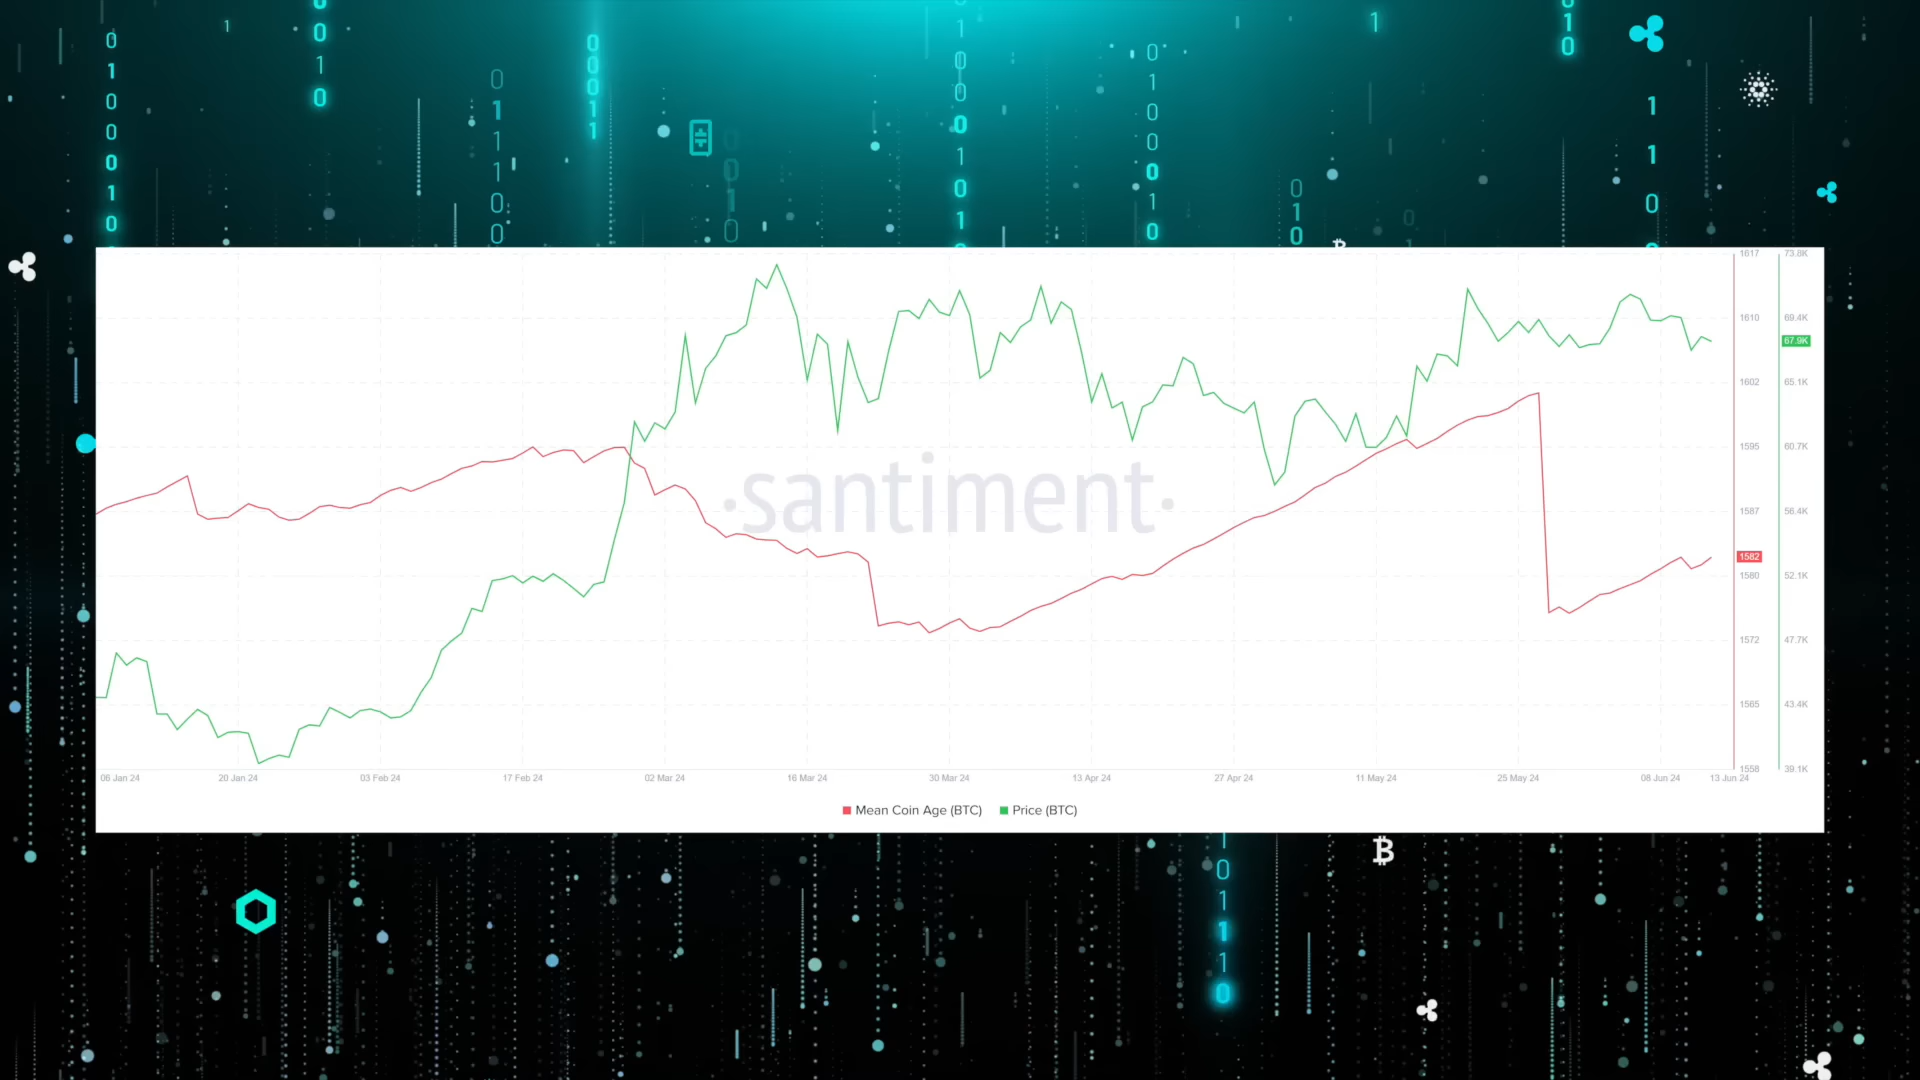 santiment
1617 73.8K
1610 69.4K
67.9K
1602 65.1K
1595 60.7K
1587 56.4K
1582
1580 52.1K
1572 47.7K
1565 43.4K
1558 39.1K
06 Jan 24 20 Jan 24 03 Feb 24 17 Feb 24 02 Mar 24 16 Mar 24 30 Mar 24 13 Apr 24 27 Apr 24 11 May 24 25 May 24 08 Jun 24 13 Jun 24
Mean Coin Age (BTC) Price (BTC)